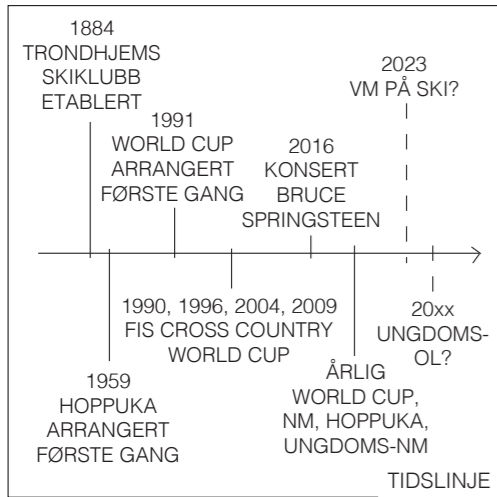 1884
TRONDHJEMS
SKIKLUBB
ETABLERT
1991
WORLD CUP
ARRANGERT
FØRSTE GANG
2016
KONSERT
BRUCE
SPRINGSTEEN
2023
VM PÅ SKI?
1959
HOPPUKA
ARRANGERT
FØRSTE GANG
1990, 1996, 2004, 2009
FIS CROSS COUNTRY
WORLD CUP
ÅRLIG
WORLD CUP,
NM, HOPPUKA,
UNGDOMS-NM
20xx
UNGDOMS-
OL?
TIDSLINJE